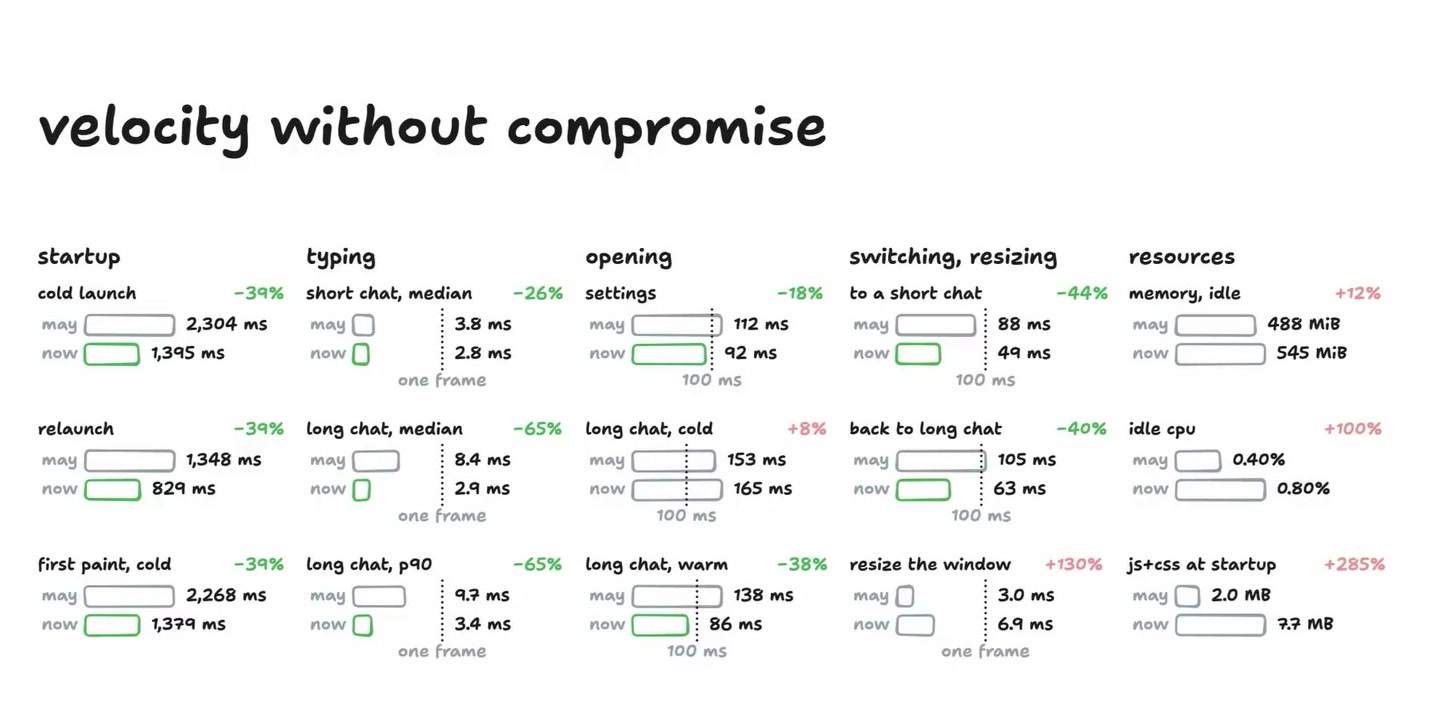 velocity without compromise
startup
cold launch -39%
may 2,304 ms
now 1,395 ms
relaunch -39%
may 1,348 ms
now 829 ms
first paint, cold -39%
may 2,268 ms
now 1,379 ms
typing
short chat, median -26%
may 3.8 ms
now 2.8 ms
one frame
long chat, median -65%
may 8.4 ms
now 2.9 ms
one frame
long chat, p90 -65%
may 9.7 ms
now 3.4 ms
one frame
opening
settings -18%
may 112 ms
now 92 ms
100 ms
long chat, cold +8%
may 153 ms
now 165 ms
100 ms
long chat, warm -38%
may 138 ms
now 86 ms
100 ms
switching, resizing
to a short chat -44%
may 88 ms
now 49 ms
100 ms
back to long chat -40%
may 105 ms
now 63 ms
100 ms
resize the window +130%
may 3.0 ms
now 6.9 ms
one frame
resources
memory, idle +12%
may 488 MiB
now 545 MiB
idle cpu +100%
may 0.40%
now 0.80%
js+css at startup +285%
may 2.0 MB
now 7.7 MB